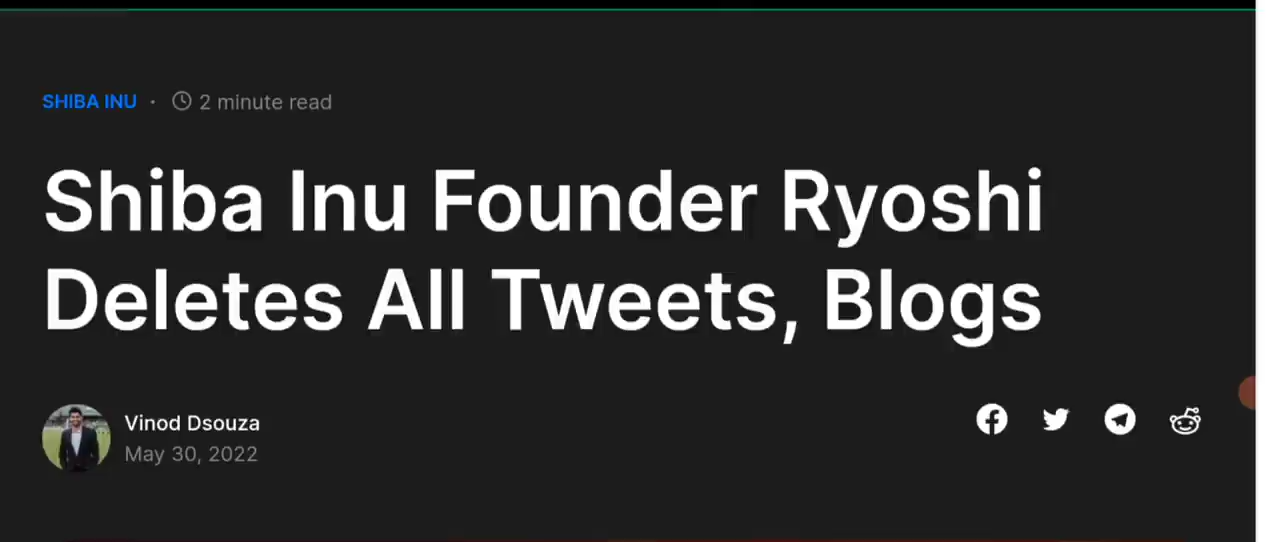 SHIBA INU · 2 minute read
Shiba Inu Founder Ryoshi
Deletes All Tweets, Blogs
Vinod Dsouza
May 30, 2022